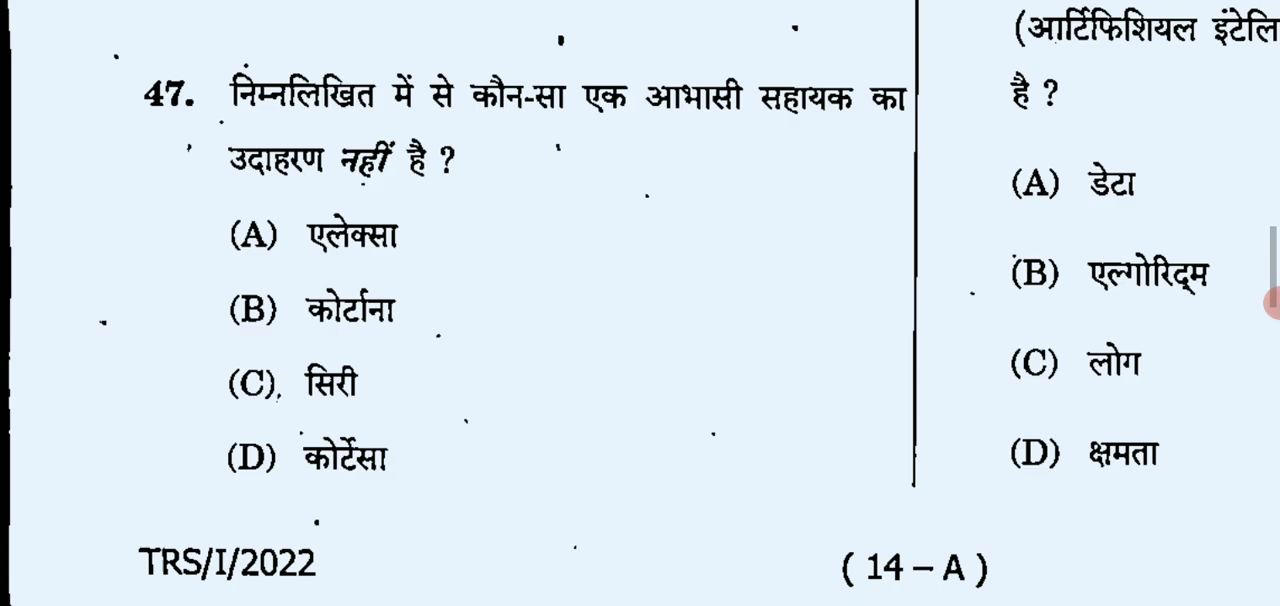 47. निम्नलिखित में से कौन-सा एक आभासी सहायक का
उदाहरण नहीं है ?
(A) एलेक्सा
(B) कोर्टाना
(C) सिरी
(D) कोर्टेसा
TRS/I/2022
(आर्टिफिशियल इंटेलि
है ?
(A) डेटा
(B) एल्गोरिद्म
(C) लोग
(D) क्षमता
( 14 – A )